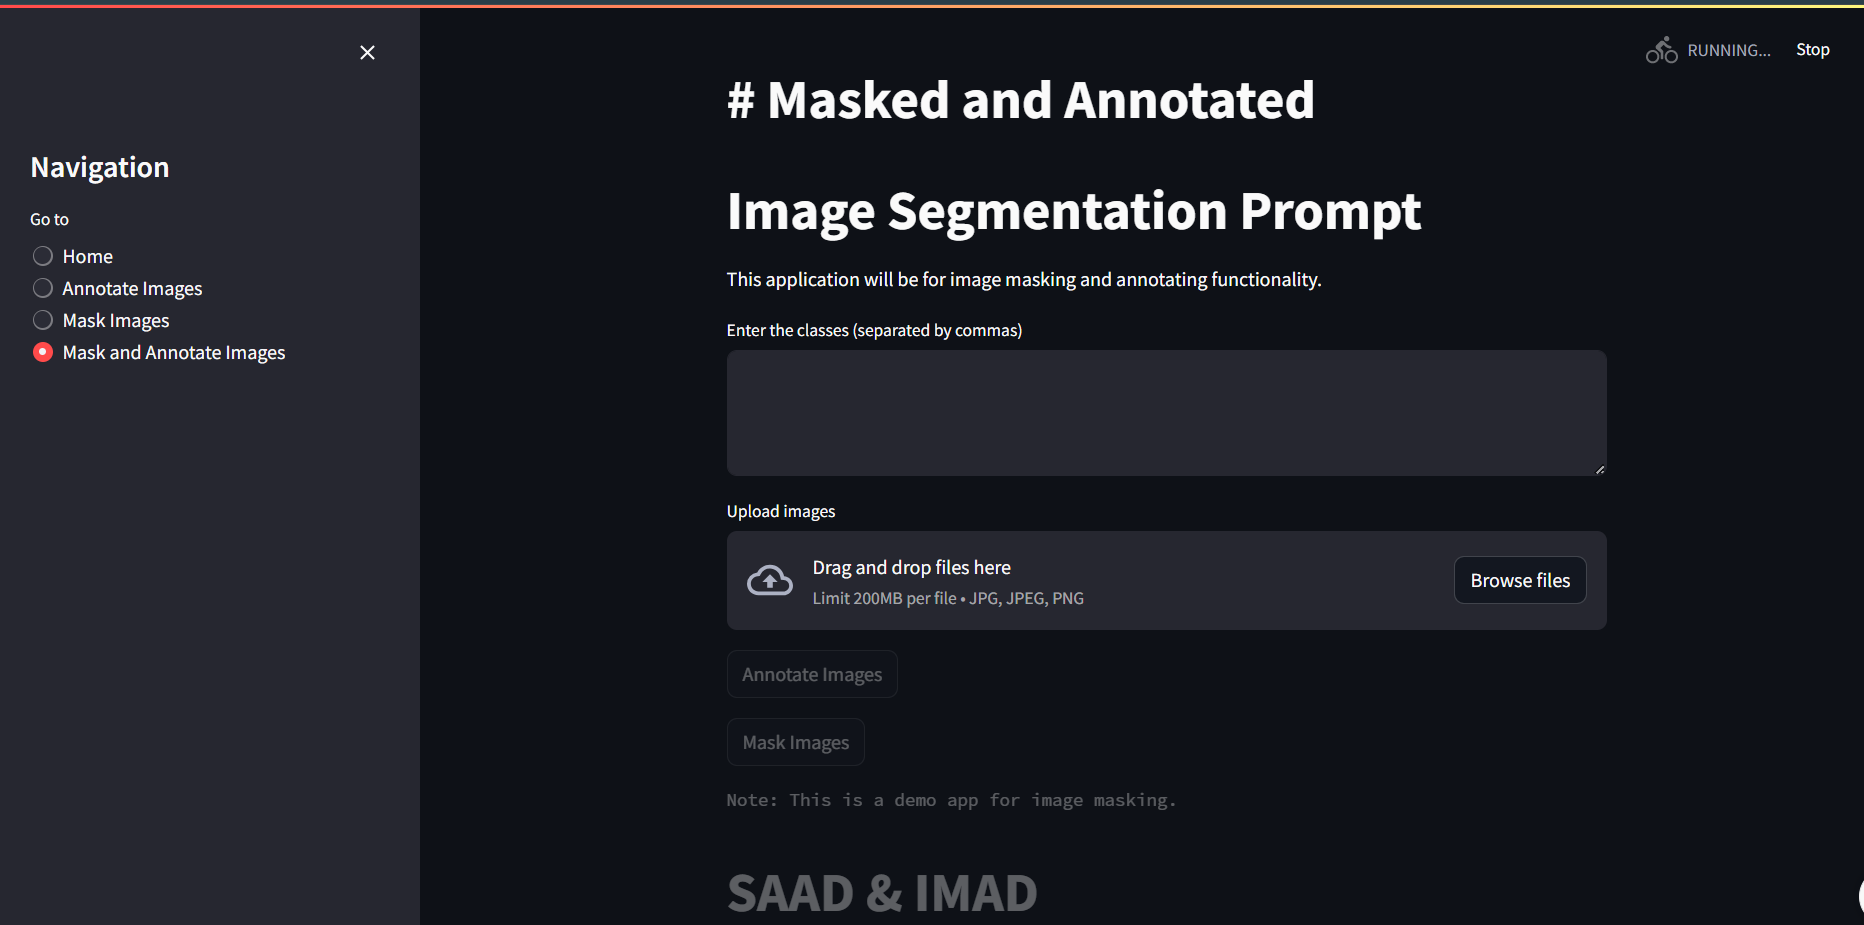 RUNNING...
Stop
# Masked and Annotated
Navigation
Image Segmentation Prompt
Go to
Home
Annotate Images
Mask Images
Mask and Annotate Images
This application will be for image masking and annotating functionality.
Enter the classes (separated by commas)
Upload images
Drag and drop files here
Limit 200MB per file • JPG, JPEG, PNG
Browse files
Annotate Images
Mask Images
Note: This is a demo app for image masking.
SAAD & IMAD